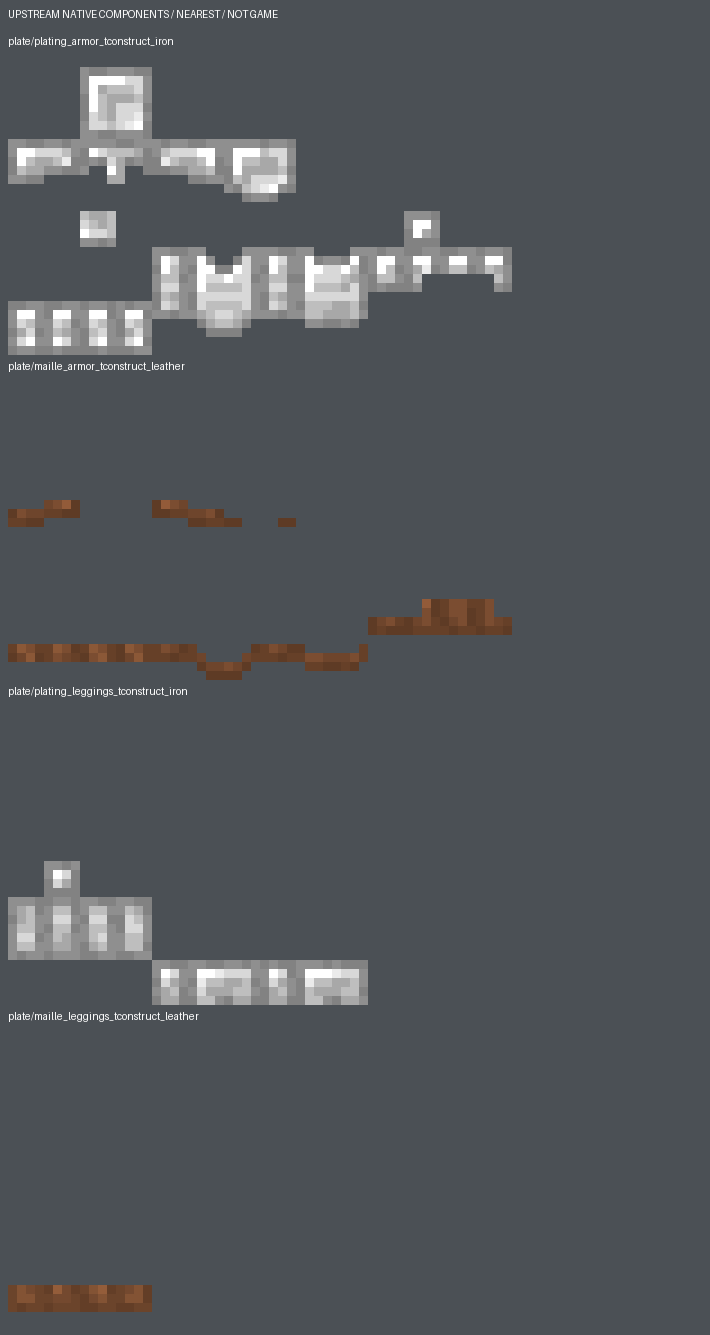 UPSTREAM NATIVE COMPONENTS / NEAREST / NOT GAME
plate/plating_armor_tconstruct_iron
plate/maille_armor_tconstruct_leather
plate/plating_leggings_tconstruct_iron
plate/maille_leggings_tconstruct_leather